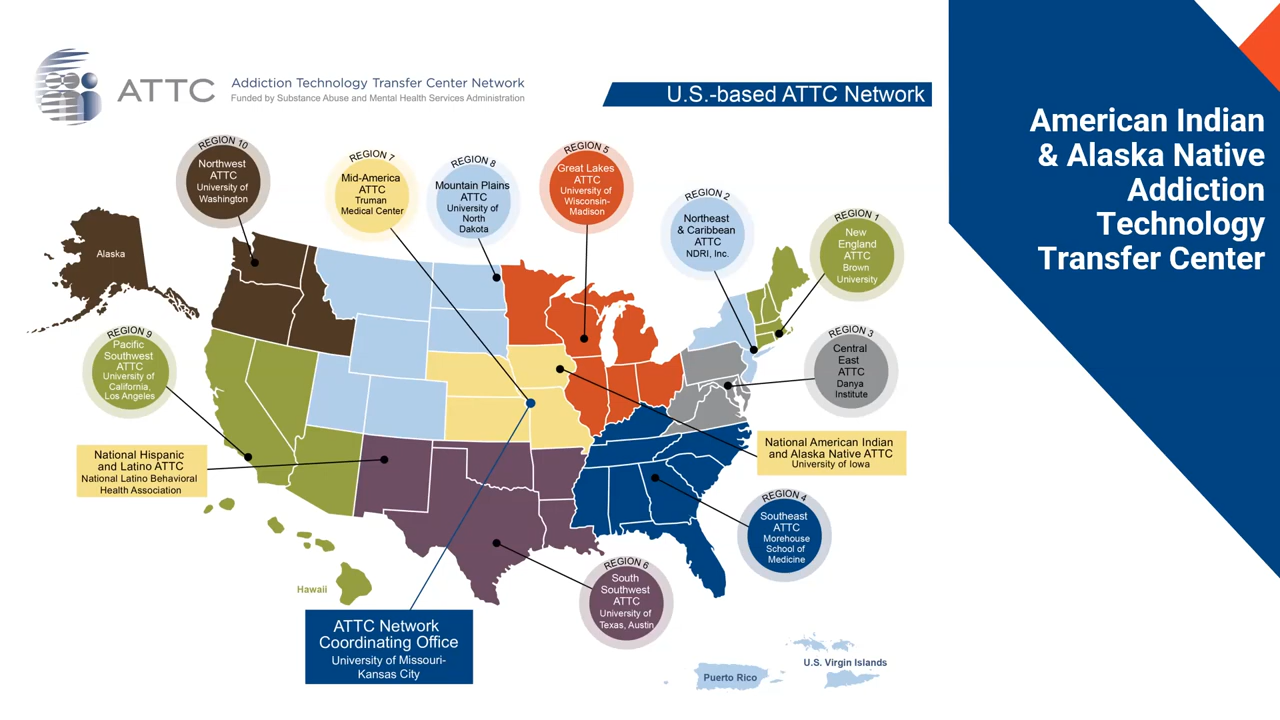 ATTC
Addiction Technology Transfer Center Network
Funded by Substance Abuse and Mental Health Services Administration
U.S.-based ATTC Network
American Indian
& Alaska Native
Addiction
Technology
Transfer Center
REGION 10
Northwest
ATTC
University of
Washington
REGION 7
Mid-America
ATTC
Truman
Medical Center
REGION 8
Mountain Plains
ATTC
University of
North
Dakota
REGION 5
Great Lakes
ATTC
University of
Wisconsin-
Madison
REGION 2
Northeast
& Caribbean
ATTC
NDRI, Inc.
REGION 1
New
England
ATTC
Brown
University
Alaska
REGION 9
Pacific
Southwest
ATTC
University of
California,
Los Angeles
REGION 3
Central
East
ATTC
Danya
Institute
National Hispanic
and Latino ATTC
National Latino Behavioral
Health Association
National American Indian
and Alaska Native ATTC
University of Iowa
REGION 4
Southeast
ATTC
Morehouse
School of
Medicine
REGION 6
South
Southwest
ATTC
University of
Texas, Austin
Hawaii
ATTC Network
Coordinating Office
University of Missouri-
Kansas City
U.S. Virgin Islands
Puerto Rico